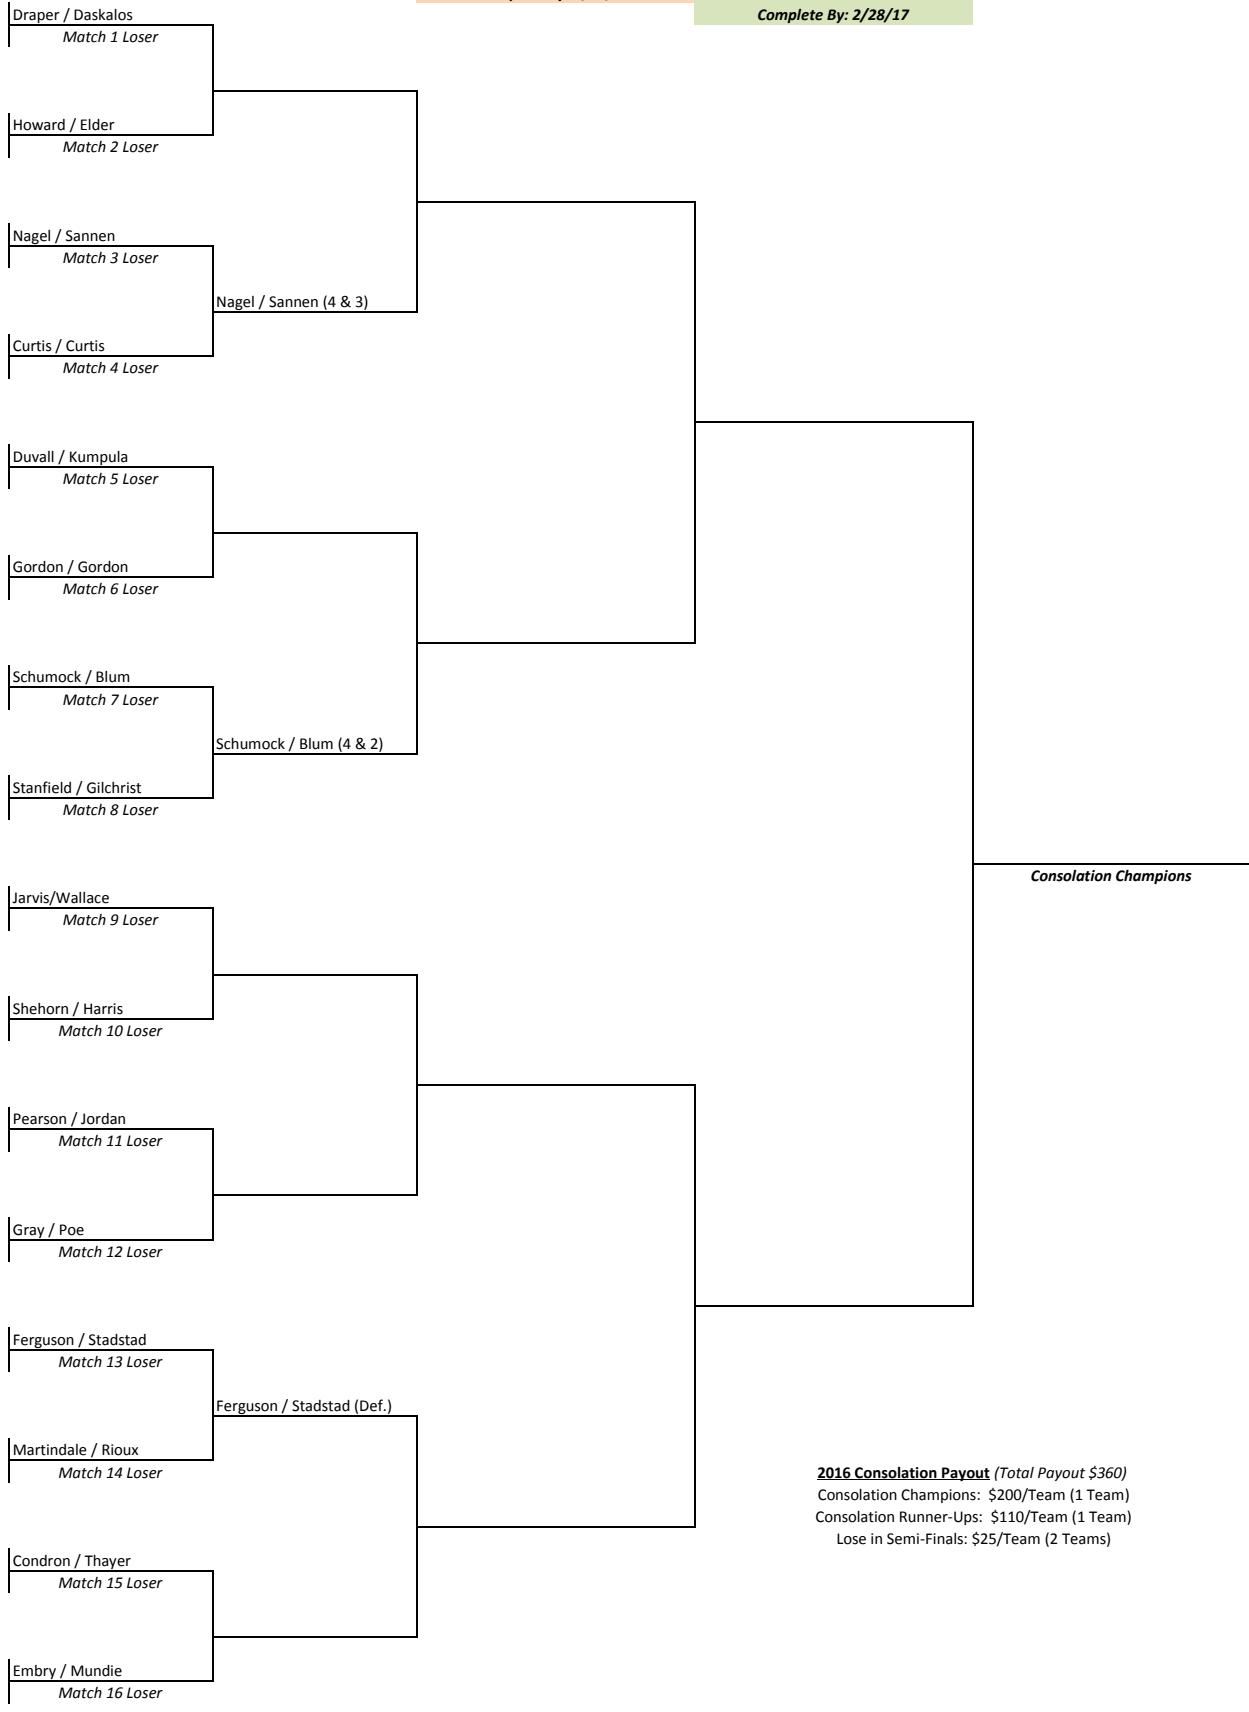 Complete By: 2/28/17
Draper / Daskalos
Match 1 Loser
Howard / Elder
Match 2 Loser
Nagel / Sannen
Match 3 Loser
Nagel / Sannen (4 & 3)
Curtis / Curtis
Match 4 Loser
Duvall / Kumpula
Match 5 Loser
Gordon / Gordon
Match 6 Loser
Schumock / Blum
Match 7 Loser
Schumock / Blum (4 & 2)
Stanfield / Gilchrist
Match 8 Loser
Consolation Champions
Jarvis/Wallace
Match 9 Loser
Shehorn / Harris
Match 10 Loser
Pearson / Jordan
Match 11 Loser
Gray / Poe
Match 12 Loser
Ferguson / Stadstad
Match 13 Loser
Ferguson / Stadstad (Def.)
Martindale / Rioux
Match 14 Loser
2016 Consolation Payout (Total Payout $360)
Consolation Champions: $200/Team (1 Team)
Consolation Runner-Ups: $110/Team (1 Team)
Lose in Semi-Finals: $25/Team (2 Teams)
Condron / Thayer
Match 15 Loser
Embry / Mundie
Match 16 Loser